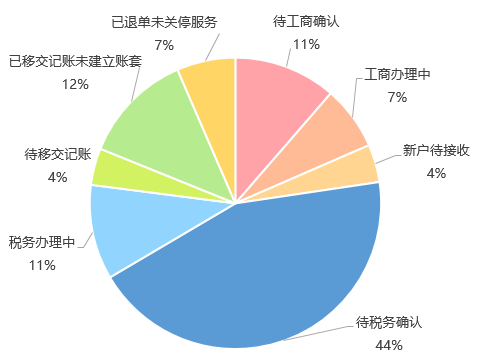 已退单未关停服务
7%
待工商确认
11%
已移交记账未建立账套
12%
工商办理中
7%
待移交记账
4%
新户待接收
4%
税务办理中
11%
待税务确认
44%